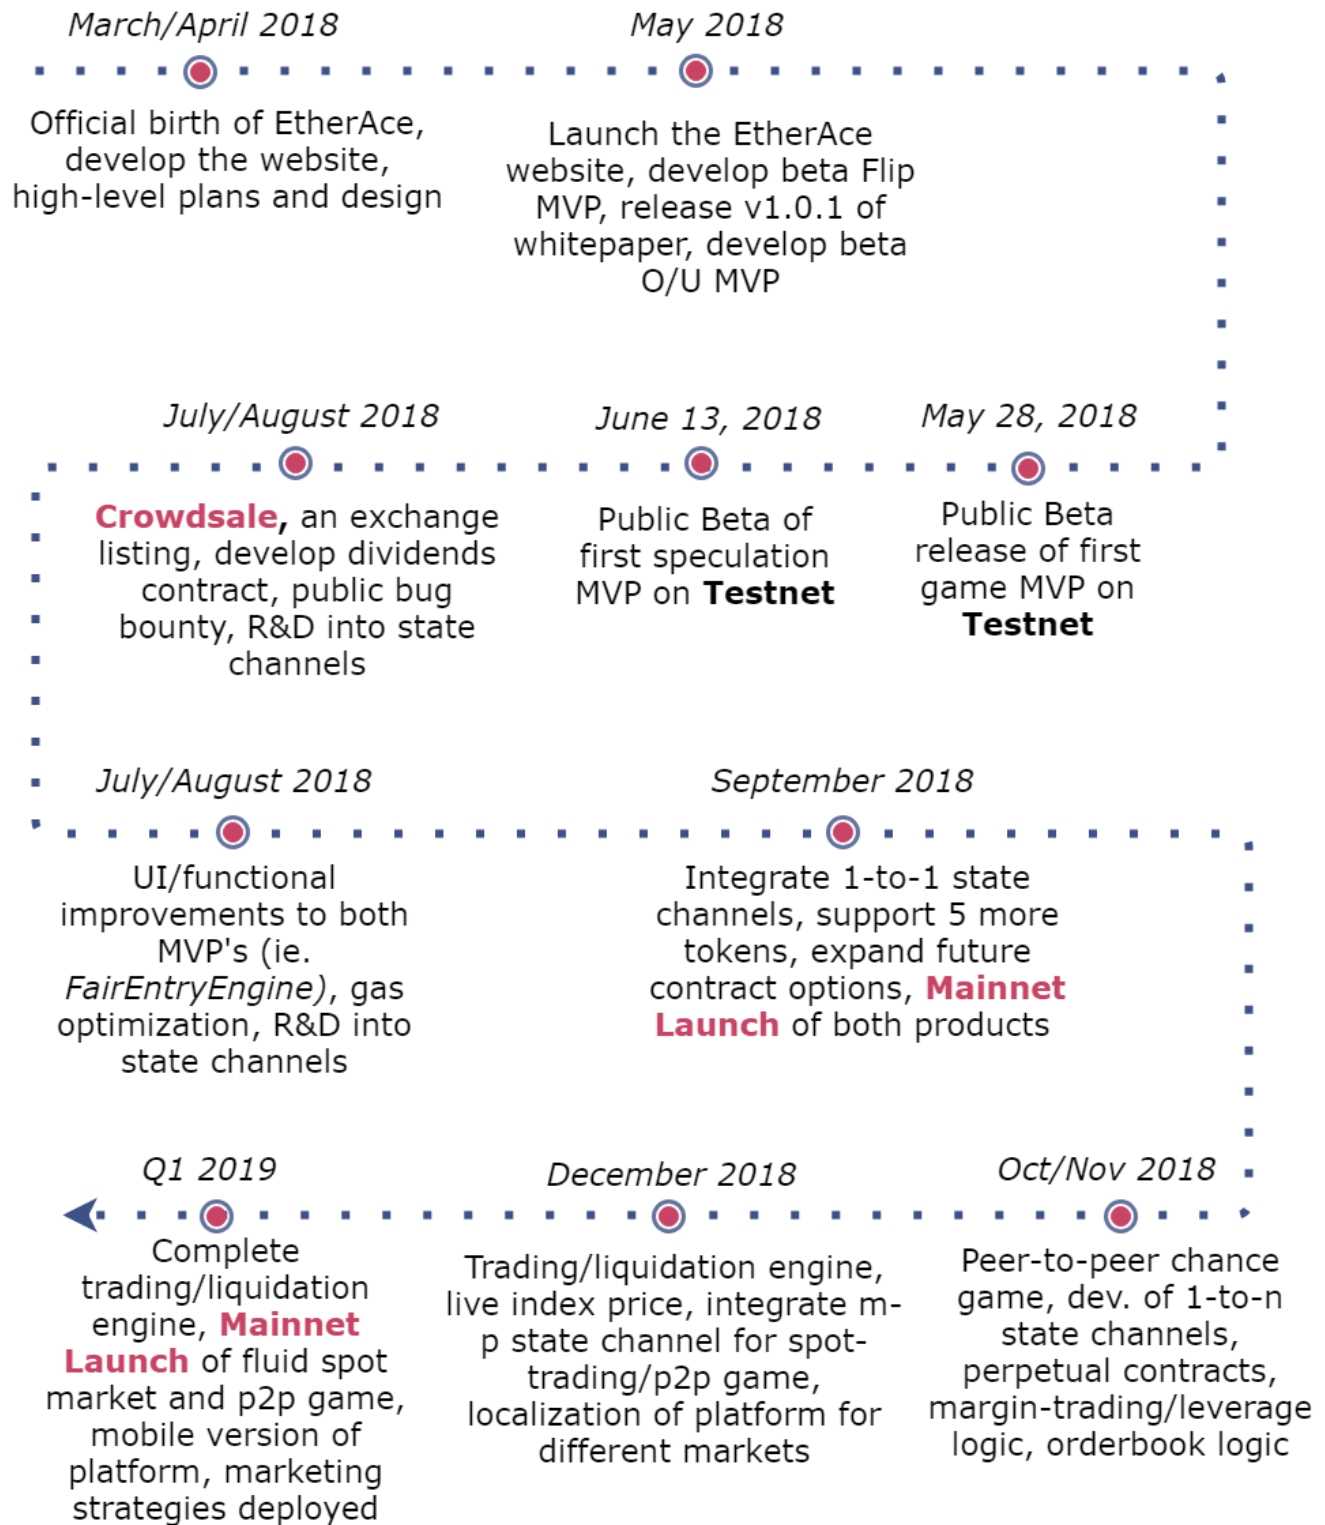 March/April 2018
Official birth of EtherAce,
develop the website,
high-level plans and design
May 2018
Launch the EtherAce
website, develop beta Flip
MVP, release v1.0.1 of
whitepaper, develop beta
O/U MVP
May 28, 2018
Public Beta
release of first
game MVP on
Testnet
June 13, 2018
Public Beta of
first speculation
MVP on Testnet
July/August 2018
Crowdsale, an exchange
listing, develop dividends
contract, public bug
bounty, R&D into state
channels
July/August 2018
UI/functional
improvements to both
MVP's (ie.
FairEntryEngine), gas
optimization, R&D into
state channels
September 2018
Integrate 1-to-1 state
channels, support 5 more
tokens, expand future
contract options, Mainnet
Launch of both products
Oct/Nov 2018
Peer-to-peer chance
game, dev. of 1-to-n
state channels,
perpetual contracts,
margin-trading/leverage
logic, orderbook logic
December 2018
Trading/liquidation engine,
live index price, integrate m-
p state channel for spot-
trading/p2p game,
localization of platform for
different markets
Q1 2019
Complete
trading/liquidation
engine, Mainnet
Launch of fluid spot
market and p2p game,
mobile version of
platform, marketing
strategies deployed